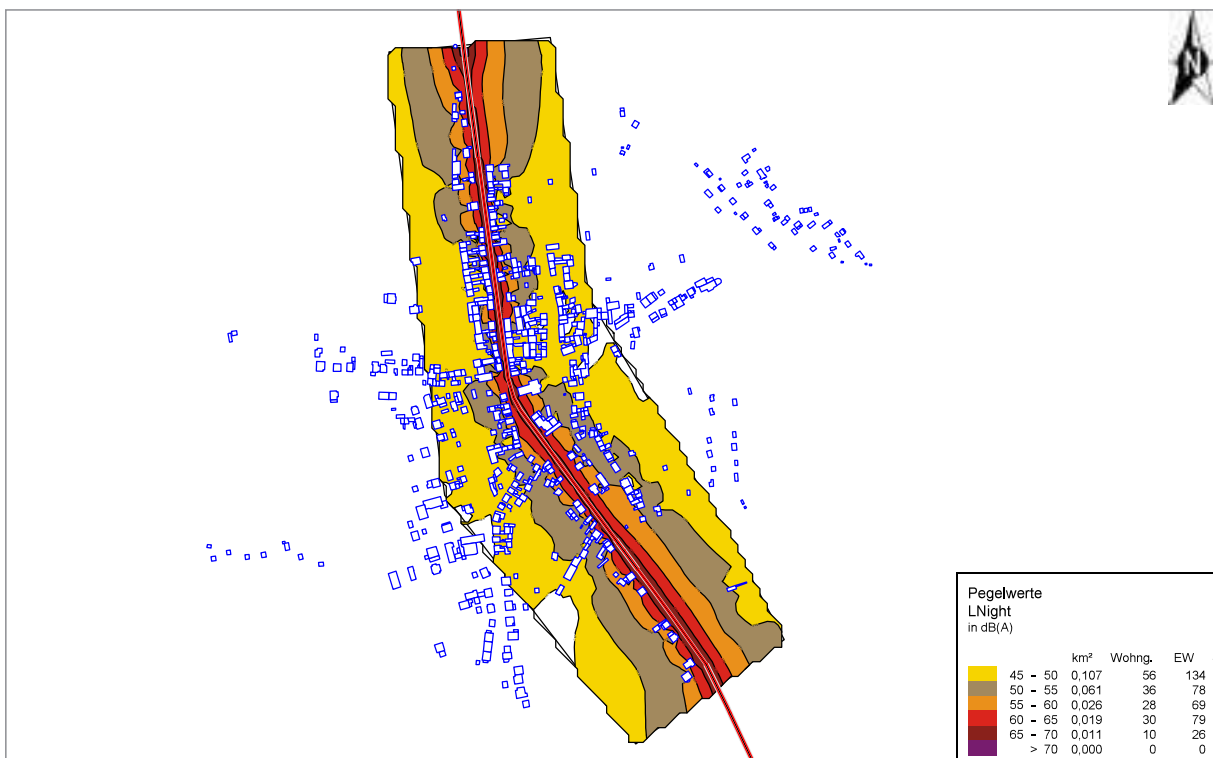 N
Pegelwerte
LNight
in dB(A)
km² Wohng. EW
45 - 50 0,107 56 134
50 - 55 0,061 36 78
55 - 60 0,026 28 69
60 - 65 0,019 30 79
65 - 70 0,011 10 26
> 70 0,000 0 0